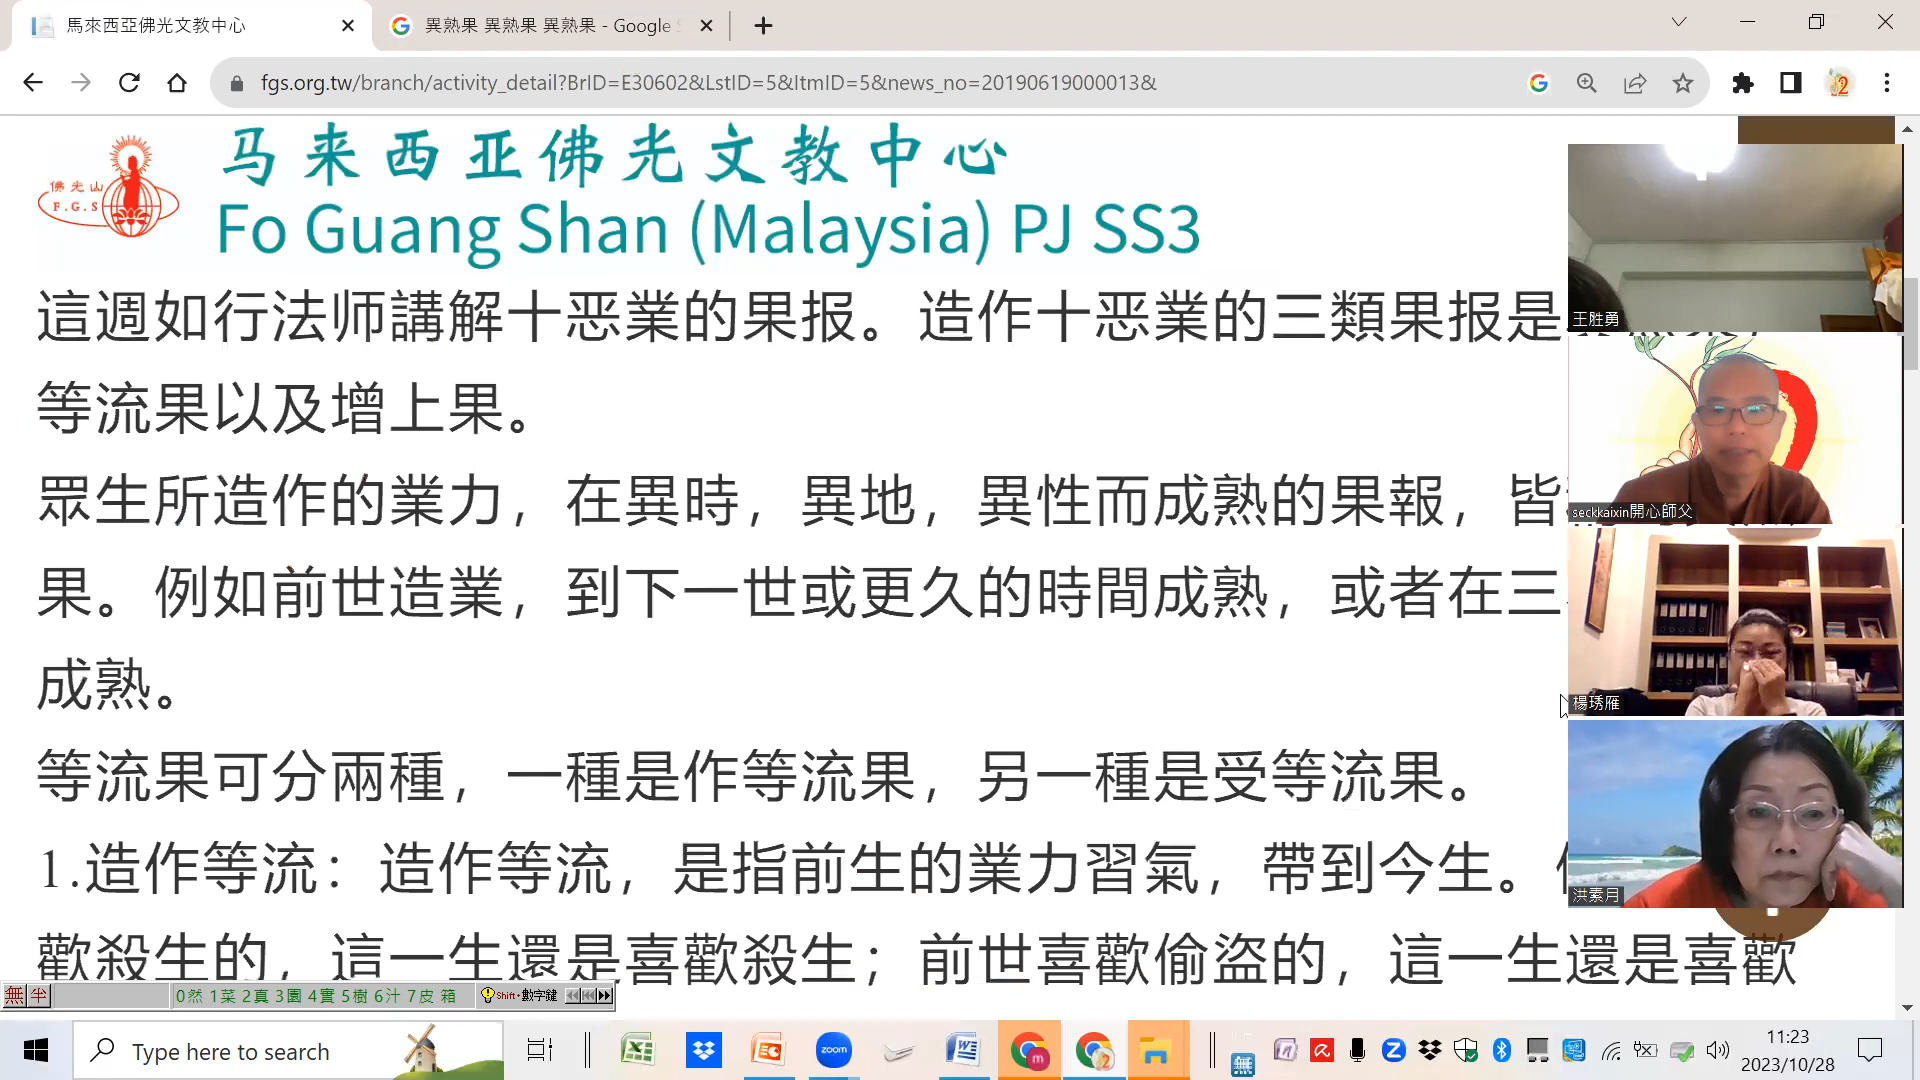 馬來西亞佛光文教中心
異熟果 異熟果 異熟果 - Google
fgs.org.tw/branch/activity_detail?BrID=E30602&LstID=5&ItmID=5&news_no=20190619000013&
佛光山
F.G.S
马来西亚佛光文教中心
Fo Guang Shan (Malaysia) PJ SS3
這週如行法师講解十恶業的果报。造作十恶業的三類果报是
等流果以及增上果。
眾生所造作的業力，在異時，異地，異性而成熟的果報，皆
果。例如前世造業，到下一世或更久的時間成熟，或者在三
成熟。
等流果可分兩種，一種是作等流果，另一種是受等流果。
1.造作等流：造作等流，是指前生的業力習氣，帶到今生。
歡殺生的，這一生還是喜歡殺生；前世喜歡偷盜的，這一生還是喜歡
王胜勇
seckkaixin開心師父
楊琇雁
洪素月
無 半
0然 1菜 2真 3圜 4實 5樹 6汁 7皮 箱
Shift+數字鍵
Type here to search
zoom
11:23
2023/10/28